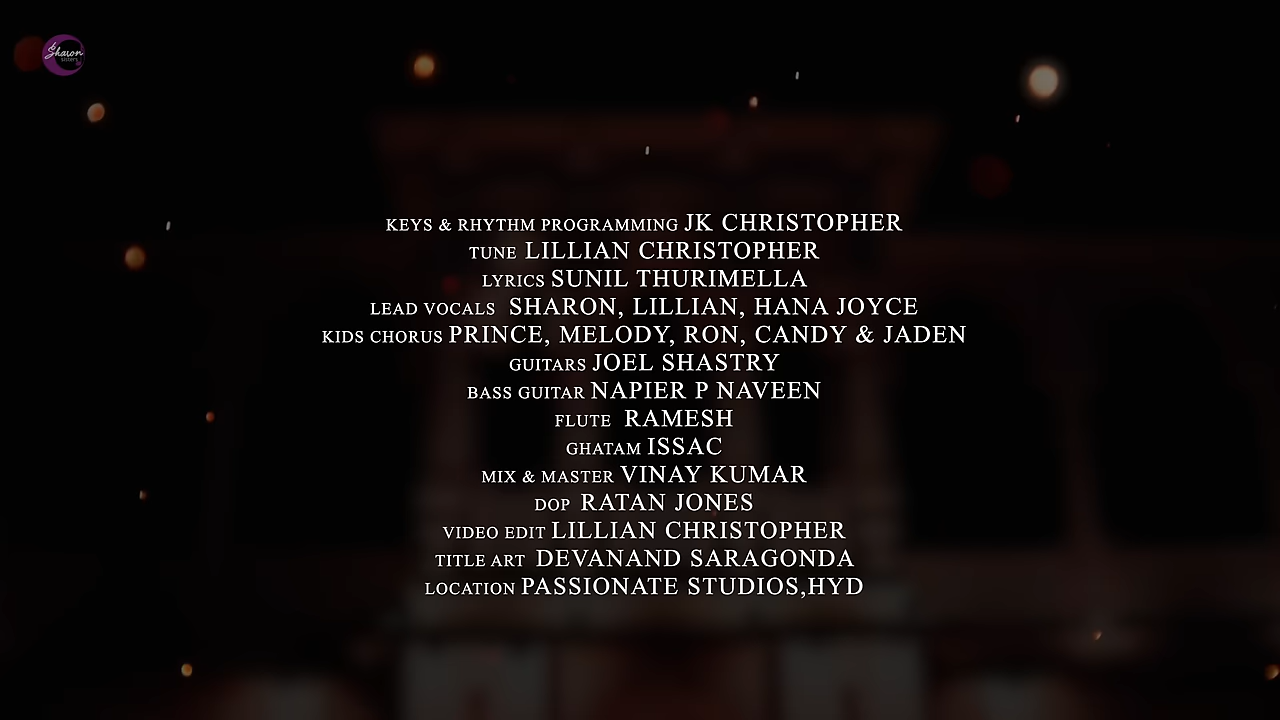 Sharon
sisters
KEYS & RHYTHM PROGRAMMING JK CHRISTOPHER
TUNE LILLIAN CHRISTOPHER
LYRICS SUNIL THURIMELLA
LEAD VOCALS SHARON, LILLIAN, HANA JOYCE
KIDS CHORUS PRINCE, MELODY, RON, CANDY & JADEN
GUITARS JOEL SHASTRY
BASS GUITAR NAPIER P NAVEEN
FLUTE RAMESH
GHATAM ISSAC
MIX & MASTER VINAY KUMAR
DOP RATAN JONES
VIDEO EDIT LILLIAN CHRISTOPHER
TITLE ART DEVANAND SARAGONDA
LOCATION PASSIONATE STUDIOS,HYD